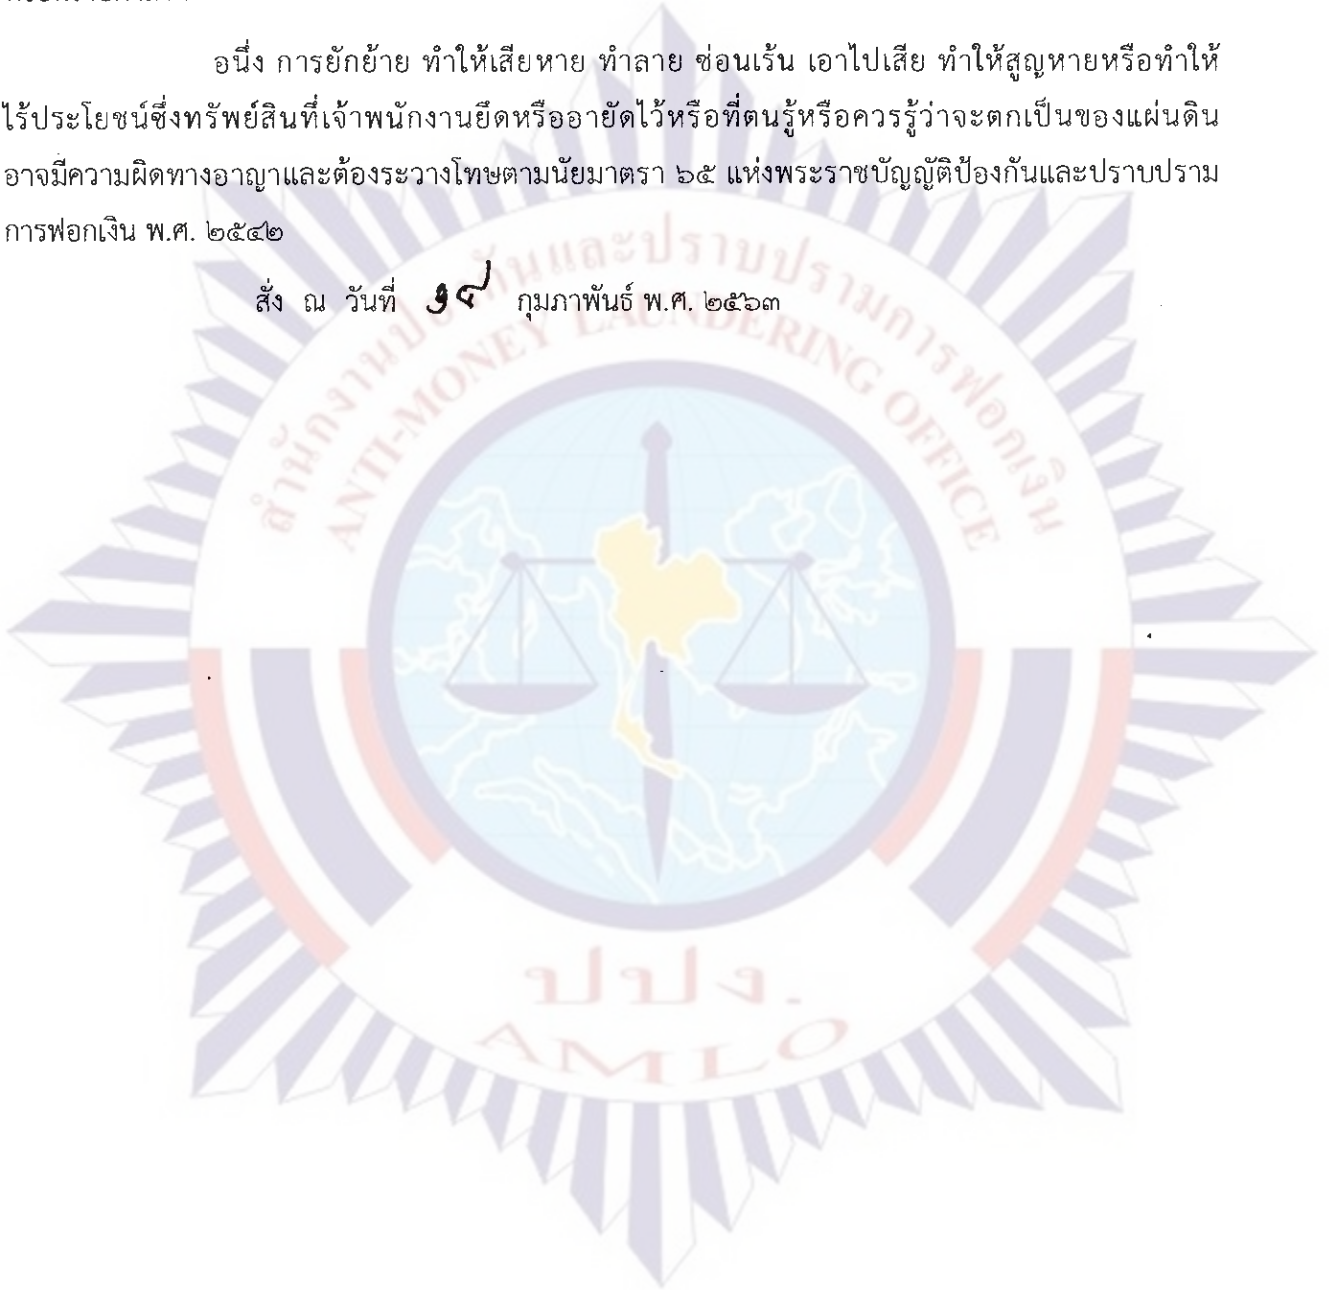 อนึ่ง การยักย้าย ทำให้เสียหาย ทำลาย ซ่อนเร้น เอาไปเสีย ทำให้สูญหายหรือทำให้
ไร้ประโยชน์ซึ่งทรัพย์สินที่เจ้าพนักงานยึดหรืออายัดไว้หรือที่ตนรู้หรือควรรู้ว่าจะตกเป็นของแผ่นดิน
อาจมีความผิดทางอาญาและต้องระวางโทษตามนัยมาตรา ๖๕ แห่งพระราชบัญญัติป้องกันและปราบปราม
การฟอกเงิน พ.ศ. ๒๕๔๒
สั่ง ณ วันที่ กุมภาพันธ์ พ.ศ. ๒๕๖๓
สำนักงานป้องกันและปราบปรามการฟอกเงิน
ANTI-MONEY LAUNDERING OFFICE
ปปง.
AMLO